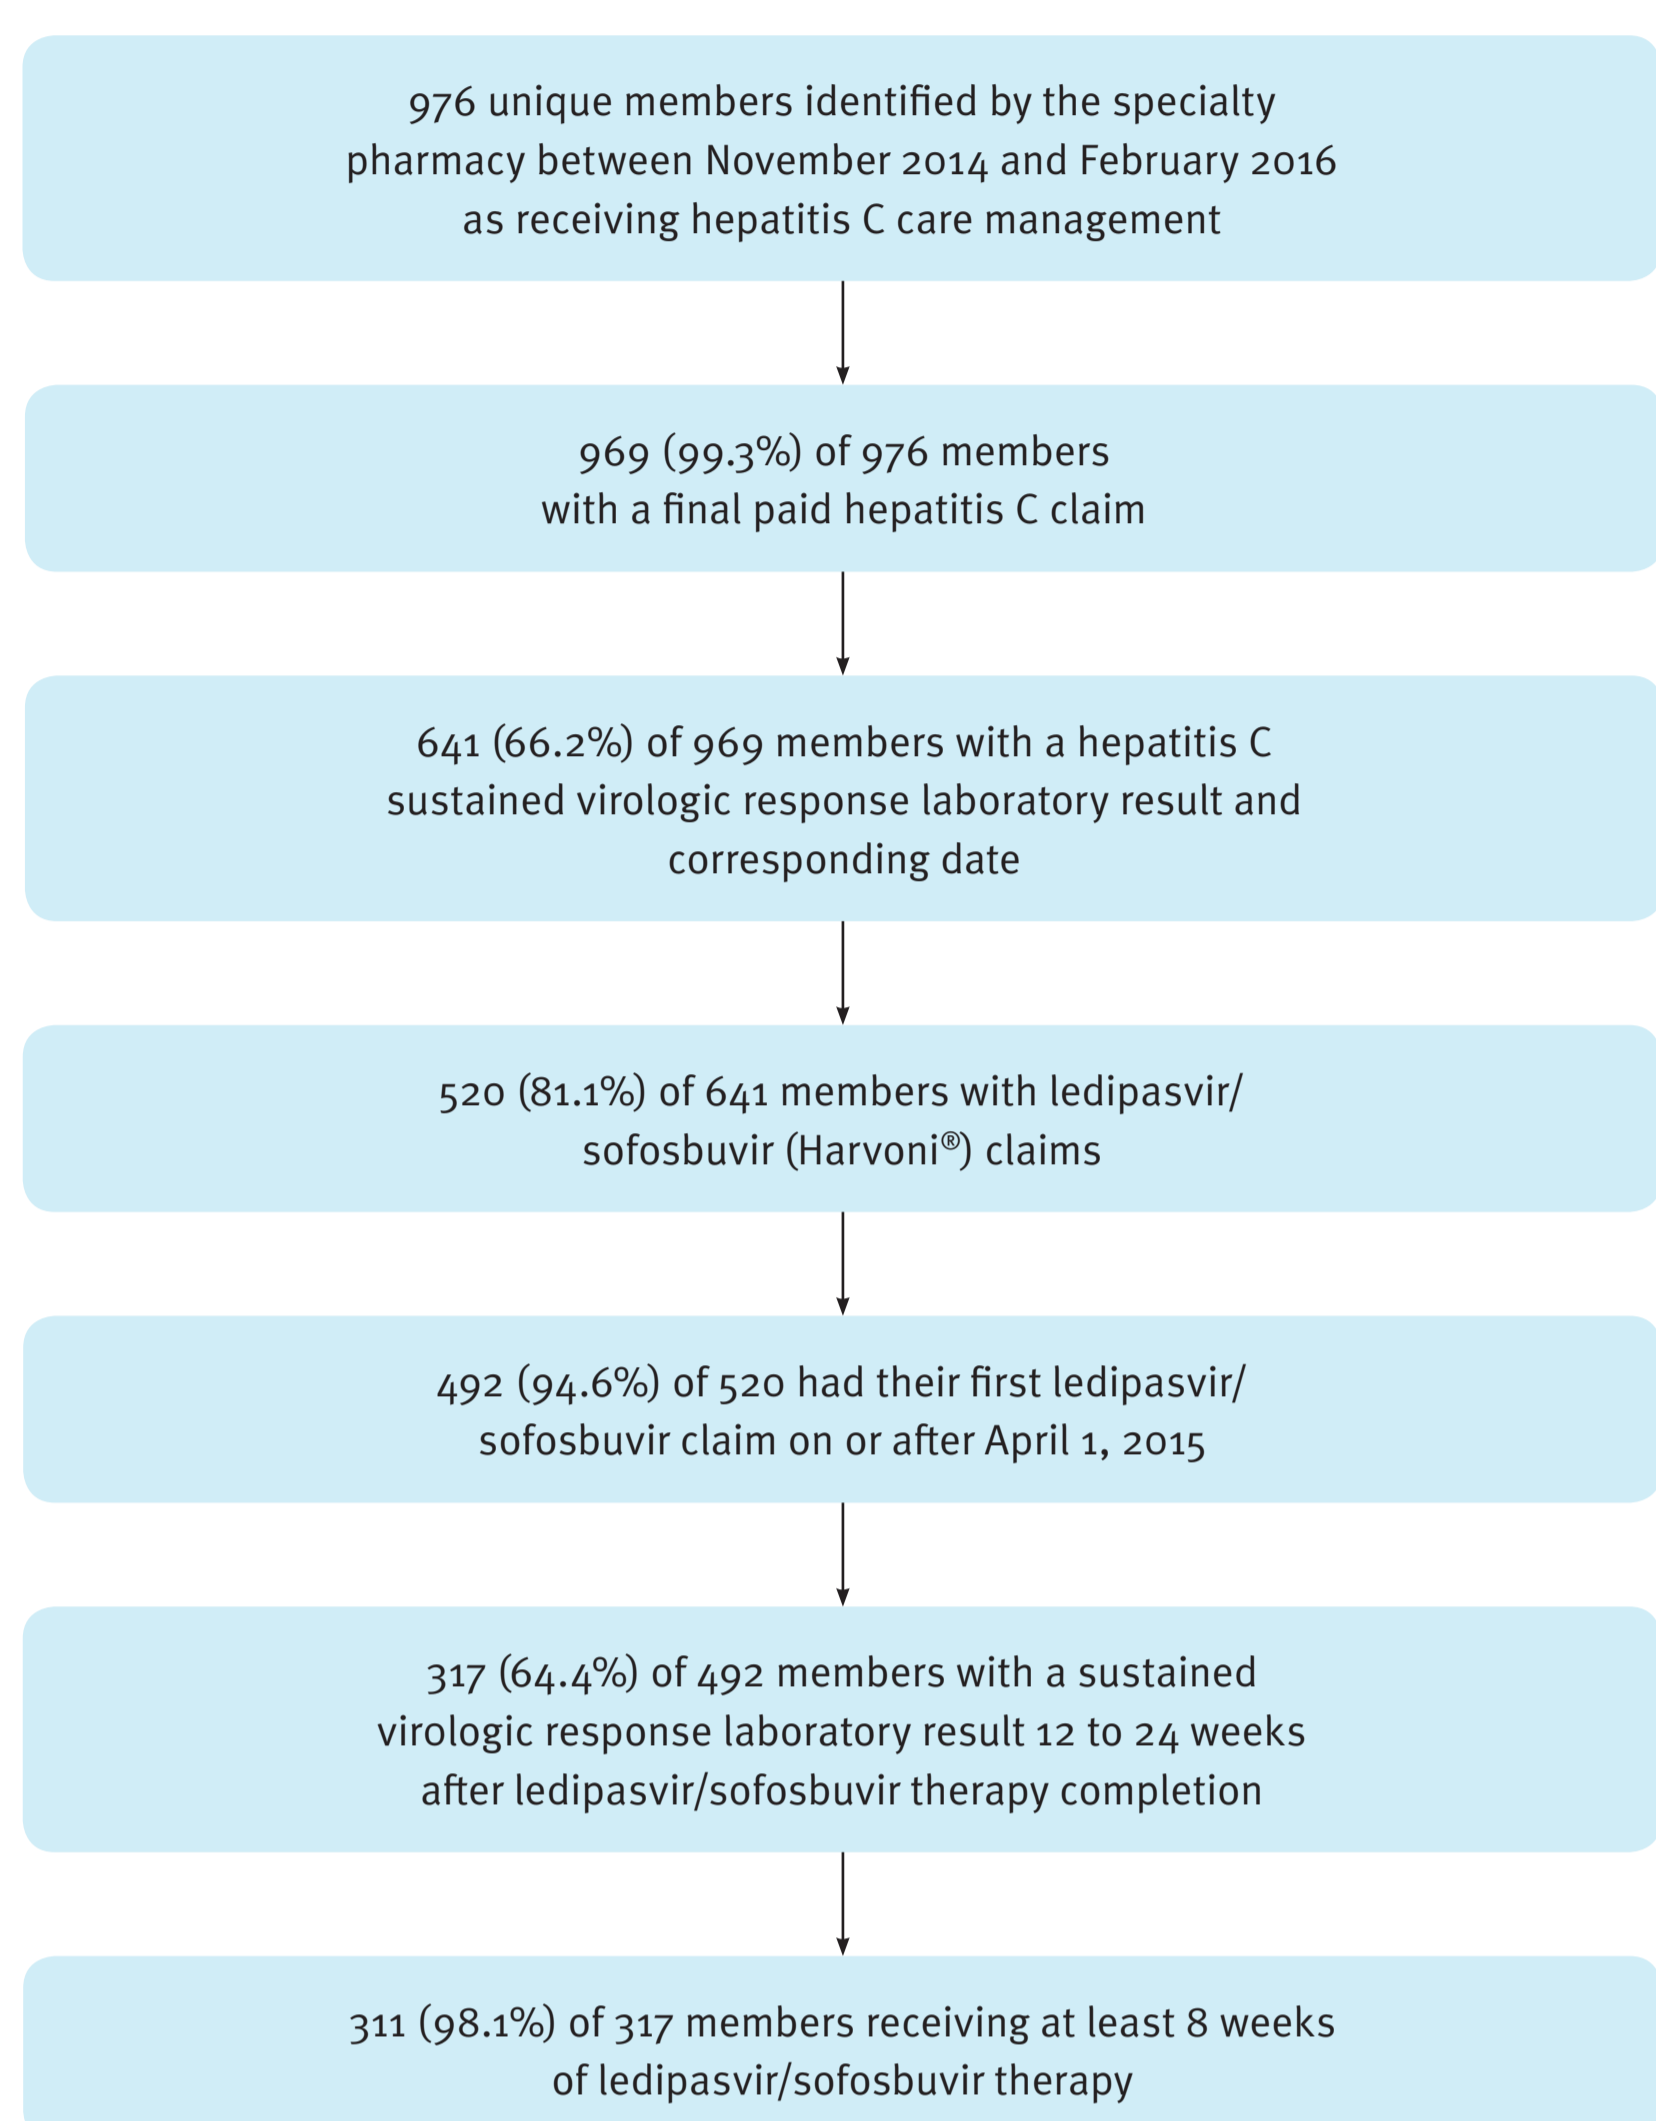 976 unique members identified by the specialty
pharmacy between November 2014 and February 2016
as receiving hepatitis C care management
969 (99.3%) of 976 members
with a final paid hepatitis C claim
641 (66.2%) of 969 members with a hepatitis C
sustained virologic response laboratory result and
corresponding date
520 (81.1%) of 641 members with ledipasvir/
sofosbuvir (Harvoni®) claims
492 (94.6%) of 520 had their first ledipasvir/
sofosbuvir claim on or after April 1, 2015
317 (64.4%) of 492 members with a sustained
virologic response laboratory result 12 to 24 weeks
after ledipasvir/sofosbuvir therapy completion
311 (98.1%) of 317 members receiving at least 8 weeks
of ledipasvir/sofosbuvir therapy